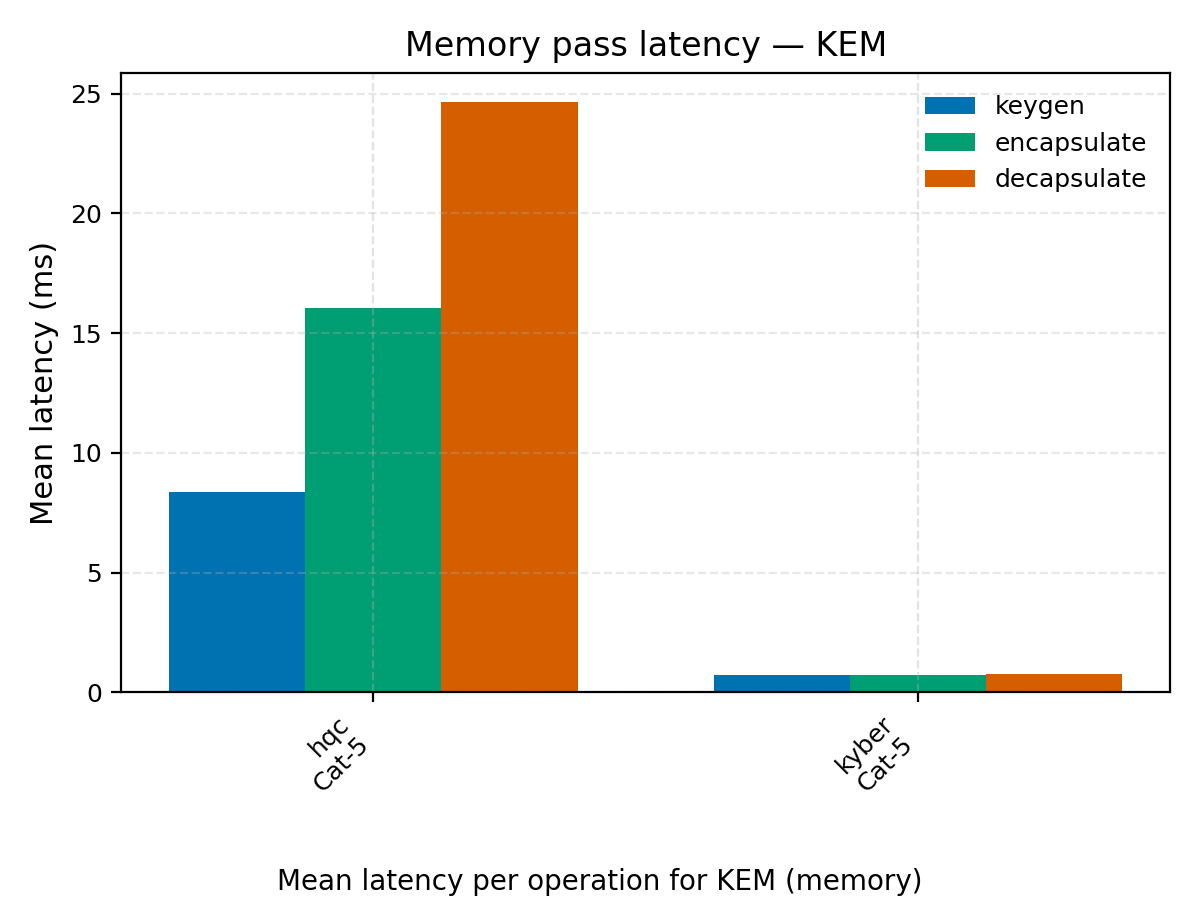 Memory pass latency — KEM
Mean latency (ms)
25
20
15
10
5
0
keygen
encapsulate
decapsulate
hqc
Cat-5
kyber
Cat-5
Mean latency per operation for KEM (memory)